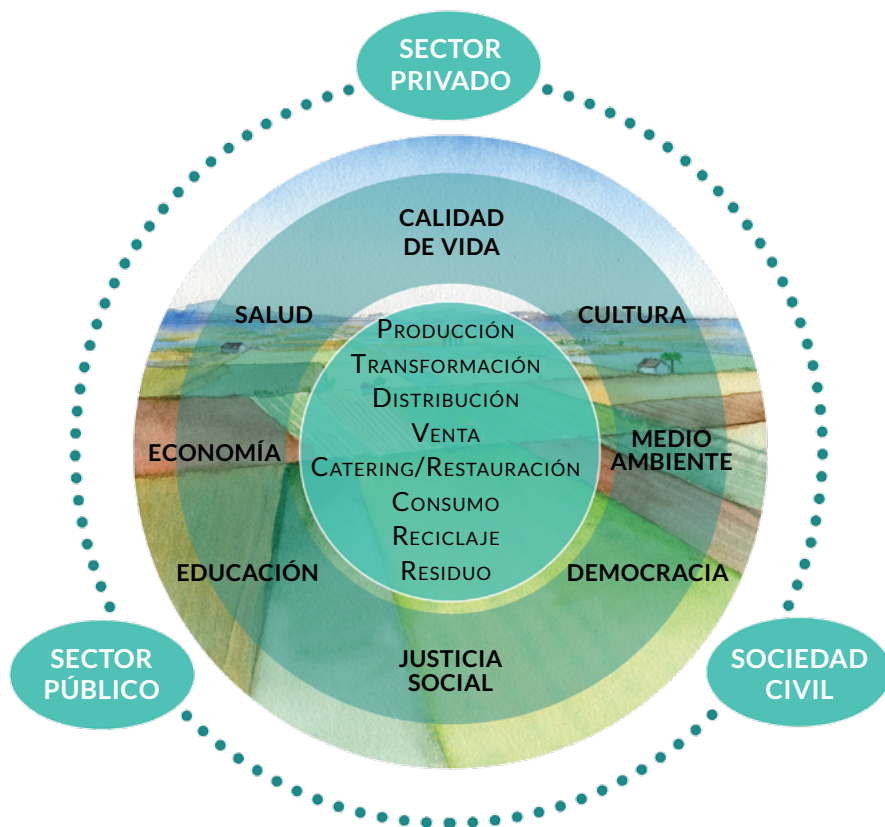 SECTOR
PRIVADO
CALIDAD
DE VIDA
SALUD
CULTURA
PRODUCCIÓN
TRANSFORMACIÓN
DISTRIBUCIÓN
VENTA
CATERING/RESTAURACIÓN
CONSUMO
RECICLAJE
RESIDUO
ECONOMÍA
MEDIO
AMBIENTE
EDUCACIÓN
DEMOCRACIA
JUSTICIA
SOCIAL
SECTOR
PÚBLICO
SOCIEDAD
CIVIL